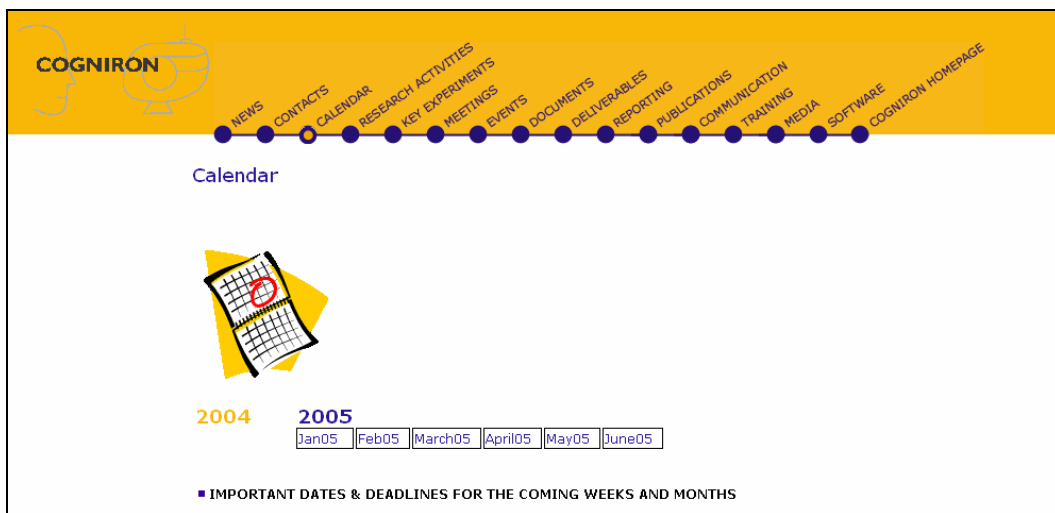 COGNIRON
NEWS
CONTACTS
CALENDAR
RESEARCH ACTIVITIES
KEY EXPERIMENTS
MEETINGS
EVENTS
DOCUMENTS
DELIVERABLES
REPORTING
PUBLICATIONS
COMMUNICATION
TRAINING
MEDIA
SOFTWARE
COGNIRON HOMEPAGE
Calendar
2004 2005
Jan05 Feb05 March05 April05 May05 June05
IMPORTANT DATES & DEADLINES FOR THE COMING WEEKS AND MONTHS